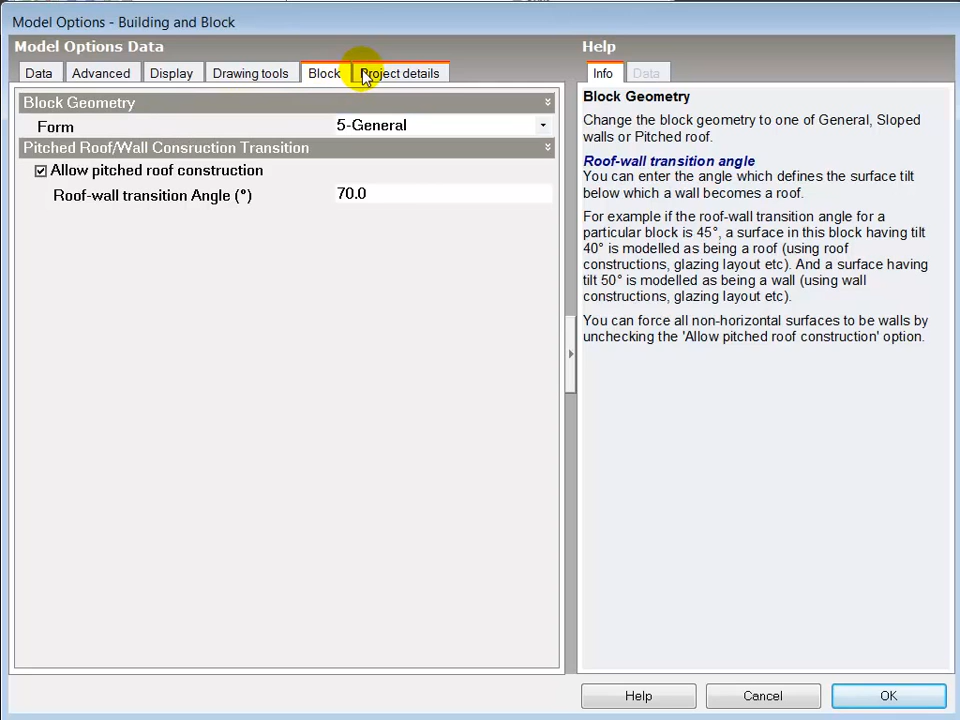 Model Options - Building and Block
Model Options Data
Data Advanced Display Drawing tools Block Project details
Block Geometry
Form 5-General
Pitched Roof/Wall Consruction Transition
Allow pitched roof construction
Roof-wall transition Angle (°) 70.0
Help
Info Data
Block Geometry
Change the block geometry to one of General, Sloped
walls or Pitched roof.
Roof-wall transition angle
You can enter the angle which defines the surface tilt
below which a wall becomes a roof.
For example if the roof-wall transition angle for a
particular block is 45°, a surface in this block having tilt
40° is modelled as being a roof (using roof
constructions, glazing layout etc). And a surface having
tilt 50° is modelled as being a wall (using wall
constructions, glazing layout etc).
You can force all non-horizontal surfaces to be walls by
unchecking the 'Allow pitched roof construction' option.
Help Cancel OK